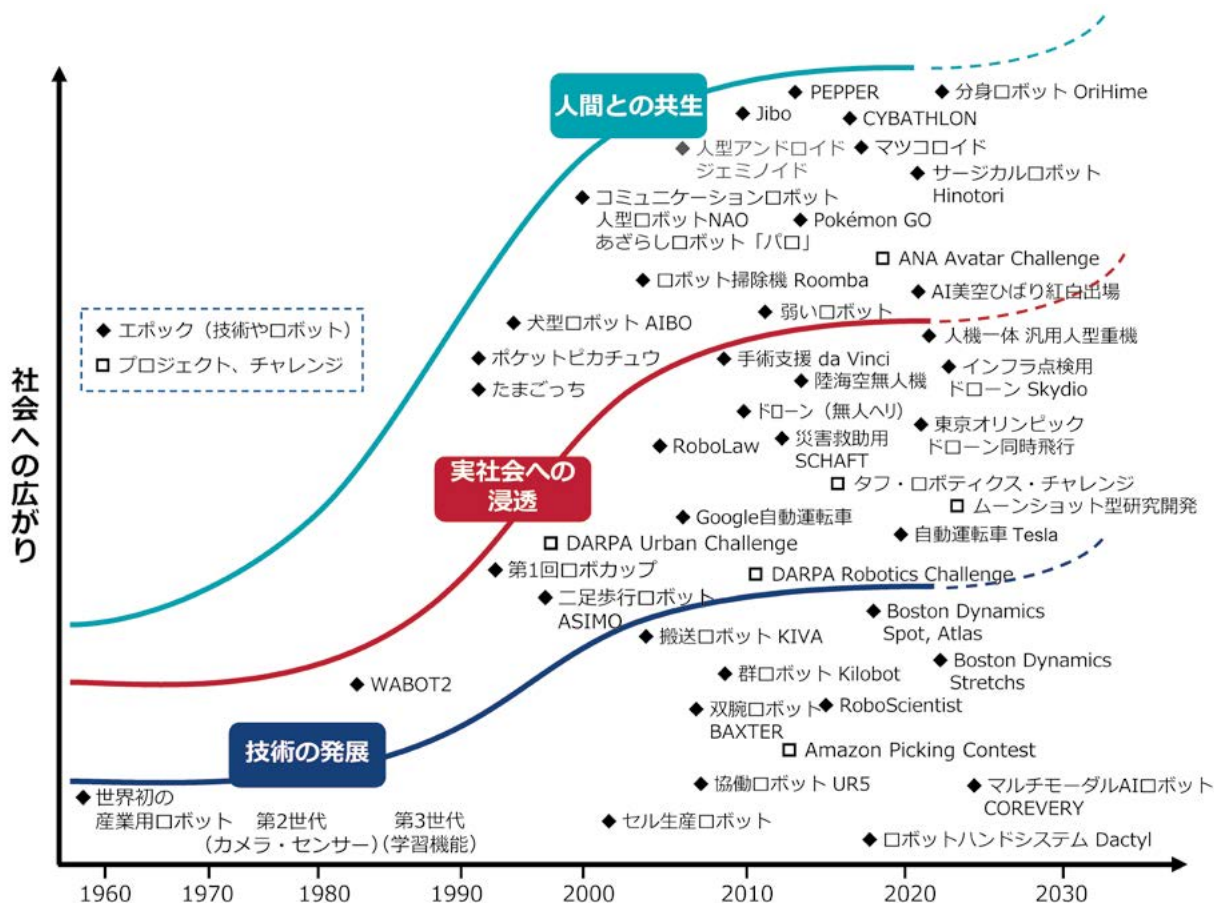 社会への広がり
人間との共生
◆ PEPPER
◆ 分身ロボット OriHime
◆ Jibo
◆ CYBATHLON
◆ 人型アンドロイド
ジェミノイド
◆ マツコロイド
◆ サージカルロボット
Hinotori
◆ コミュニケーションロボット
人型ロボットNAO
あざらしロボット「パロ」
◆ Pokémon GO
□ ANA Avatar Challenge
◆ ロボット掃除機 Roomba
◆ AI美空ひばり紅白出場
◆ エポック（技術やロボット）
□ プロジェクト、チャレンジ
◆ 犬型ロボット AIBO
◆ 弱いロボット
◆ 人機一体 汎用人型重機
◆ ポケットピカチュウ
◆ 手術支援 da Vinci
◆ インフラ点検用
ドローン Skydio
◆ たまごっち
◆ 陸海空無人機
◆ ドローン（無人ヘリ）
◆ 東京オリンピック
ドローン同時飛行
◆ RoboLaw
◆ 災害救助用
SCHAFT
実社会への
浸透
□ タフ・ロボティクス・チャレンジ
□ ムーンショット型研究開発
◆ Google自動運転車
◆ 自動運転車 Tesla
□ DARPA Urban Challenge
◆ 第1回ロボカップ
□ DARPA Robotics Challenge
◆ 二足歩行ロボット
ASIMO
◆ Boston Dynamics
Spot, Atlas
◆ 搬送ロボット KIVA
◆ Boston Dynamics
Stretchs
◆ WABOT2
◆ 群ロボット Kilobot
◆ 双腕ロボット
BAXTER
◆ RoboScientist
技術の発展
□ Amazon Picking Contest
◆ 世界初の
産業用ロボット
◆ 協働ロボット UR5
◆ マルチモーダルAIロボット
COREVERY
第2世代
（カメラ・センサー）
第3世代
（学習機能）
◆ セル生産ロボット
◆ ロボットハンドシステム Dactyl
1960 1970 1980 1990 2000 2010 2020 2030